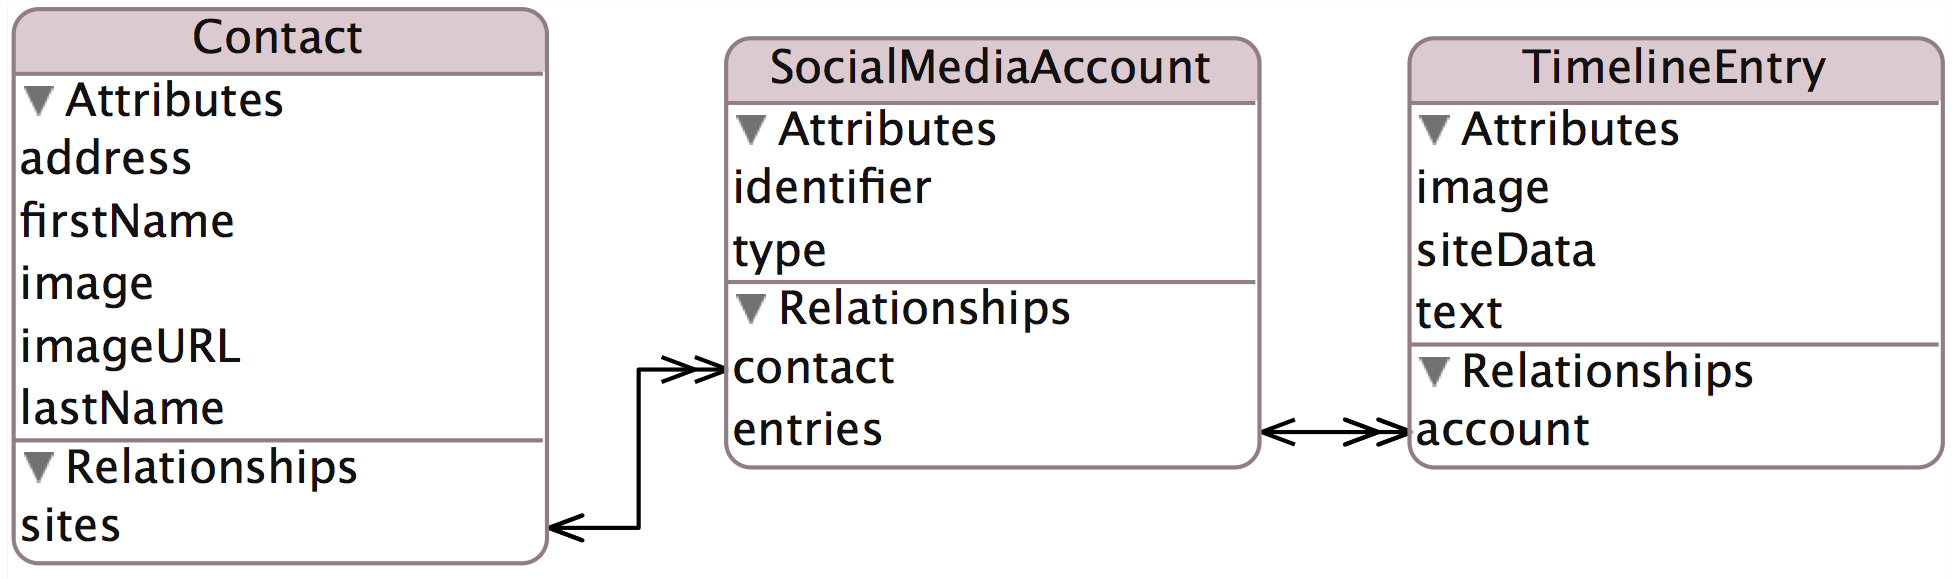 Contact
Attributes
address
firstName
image
imageURL
lastName
Relationships
sites
SocialMediaAccount
Attributes
identifier
type
Relationships
contact
entries
TimelineEntry
Attributes
image
siteData
text
Relationships
account